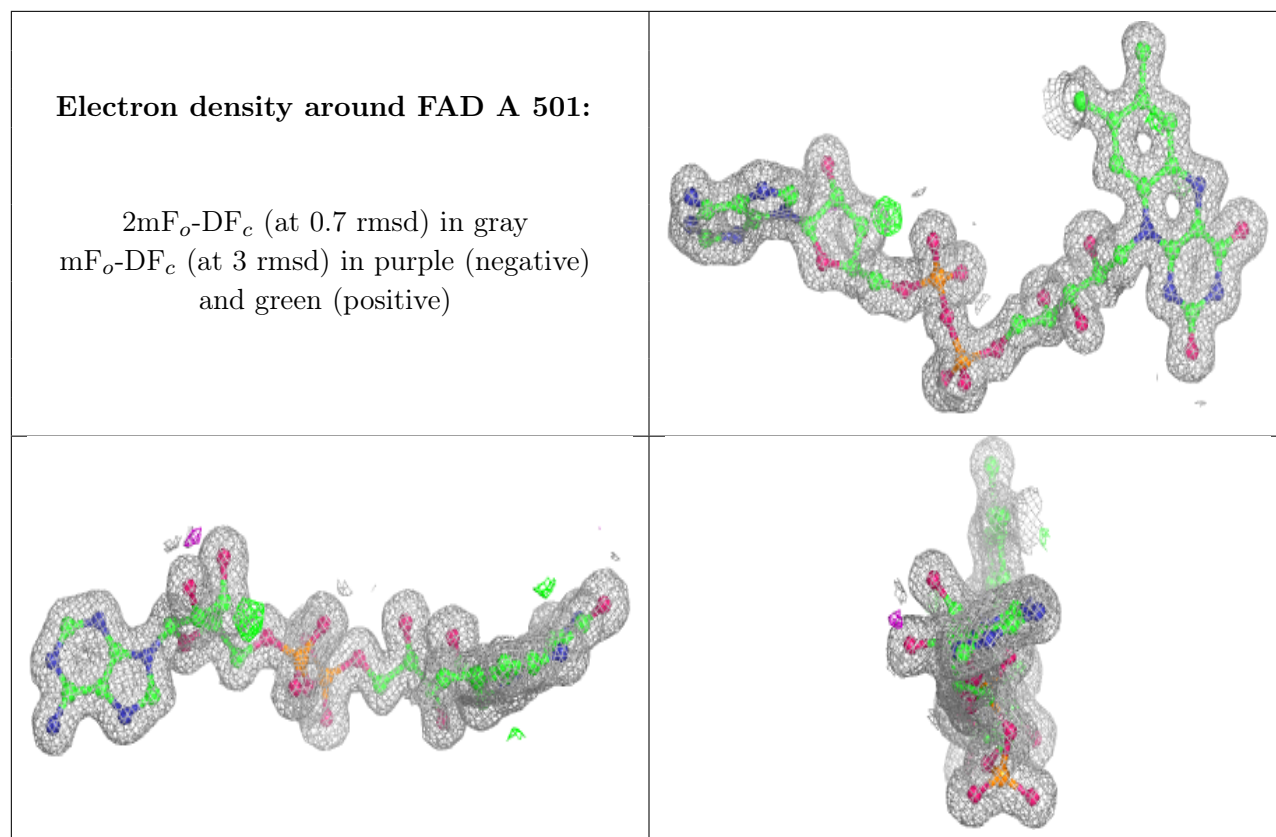 Electron density around FAD A 501:
2mFo-DFc (at 0.7 rmsd) in gray
mFo-DFc (at 3 rmsd) in purple (negative)
and green (positive)